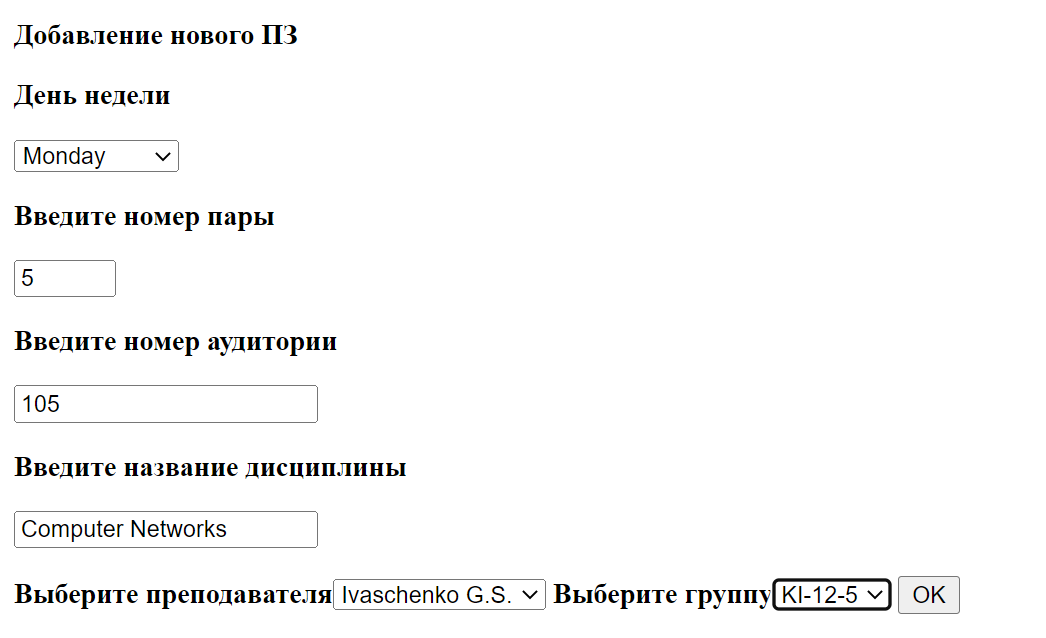 Добавление нового ПЗ
День недели
Monday
Введите номер пары
5
Введите номер аудитории
105
Введите название дисциплины
Computer Networks
Выберите преподавателя Ivaschenko G.S. Выберите группу KI-12-5 OK